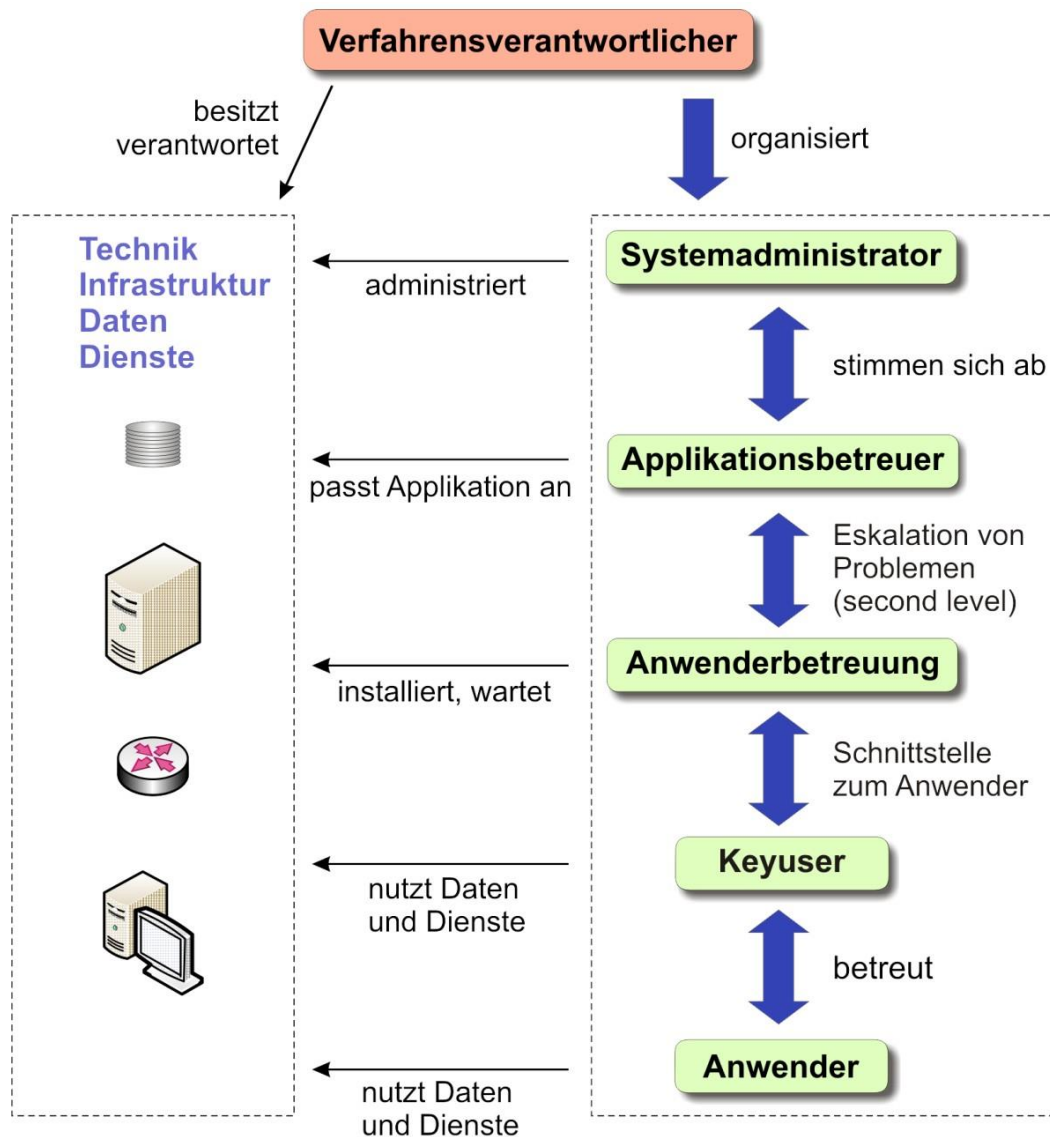 Verfahrensverantwortlicher
besitzt
verantwortet
organisiert
Technik
Infrastruktur
Daten
Dienste
Systemadministrator
administriert
stimmen sich ab
Applikationsbetreuer
passt Applikation an
Eskalation von
Problemen
(second level)
Anwenderbetreuung
installiert, wartet
Schnittstelle
zum Anwender
Keyuser
nutzt Daten
und Dienste
betreut
Anwender
nutzt Daten
und Dienste